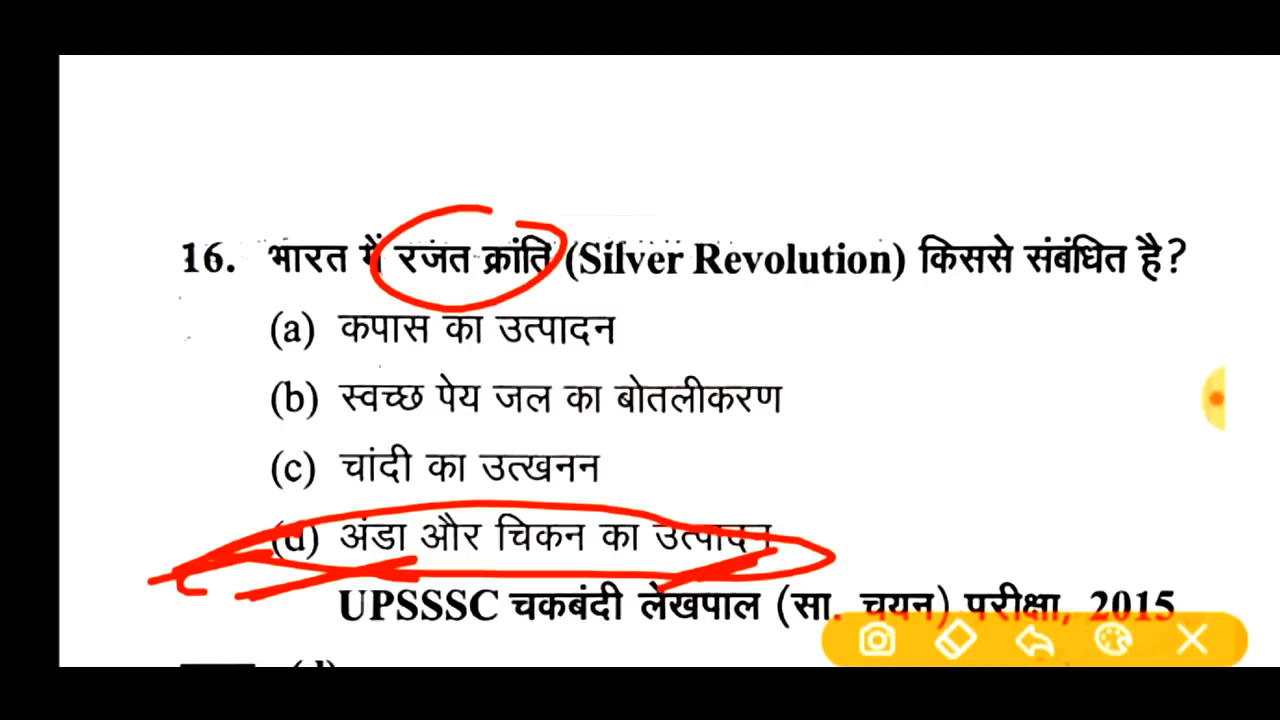 16. भारत में रजत क्रांति (Silver Revolution) किससे संबंधित है?
(a) कपास का उत्पादन
(b) स्वच्छ पेय जल का बोतलीकरण
(c) चांदी का उत्खनन
(d) अंडा और चिकन का उत्पादन
UPSSSC चकबंदी लेखपाल (सा. चयन) परीक्षा, 2015